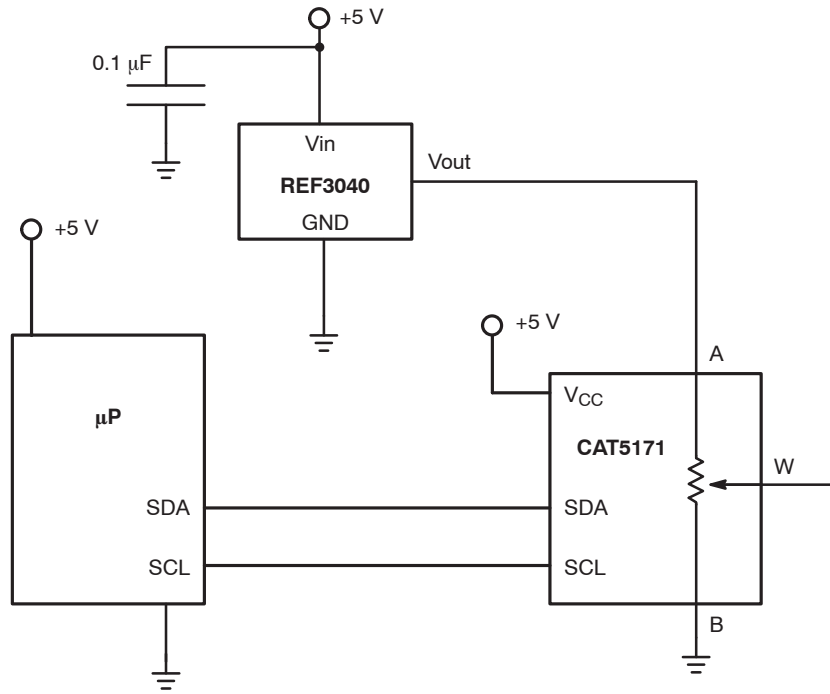 +5 V
0.1 μF
Vin
REF3040
GND
Vout
+5 V
μP
SDA
SCL
+5 V
A
VCC
CAT5171
W
SDA
SCL
B